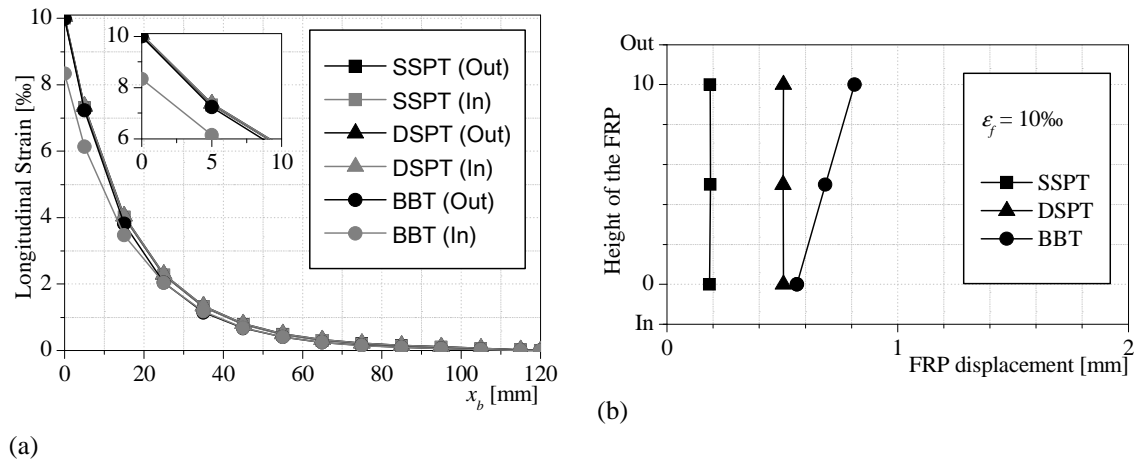 10
8
6
4
2
0
Longitudinal Strain [‰]
0 20 40 60 80 100 120
x_b [mm]
10
8
6
0 5 10
SSPT (Out)
SSPT (In)
DSPT (Out)
DSPT (In)
BBT (Out)
BBT (In)
(a)
Out
10
0
In
Height of the FRP
1 2
FRP displacement [mm]
ε_f = 10‰
SSPT
DSPT
BBT
(b)